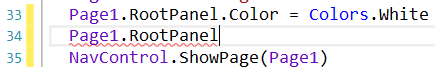 33 Page1.RootPanel.Color = Colors.White
34 Page1.RootPanel
35 NavControl.ShowPage(Page1)